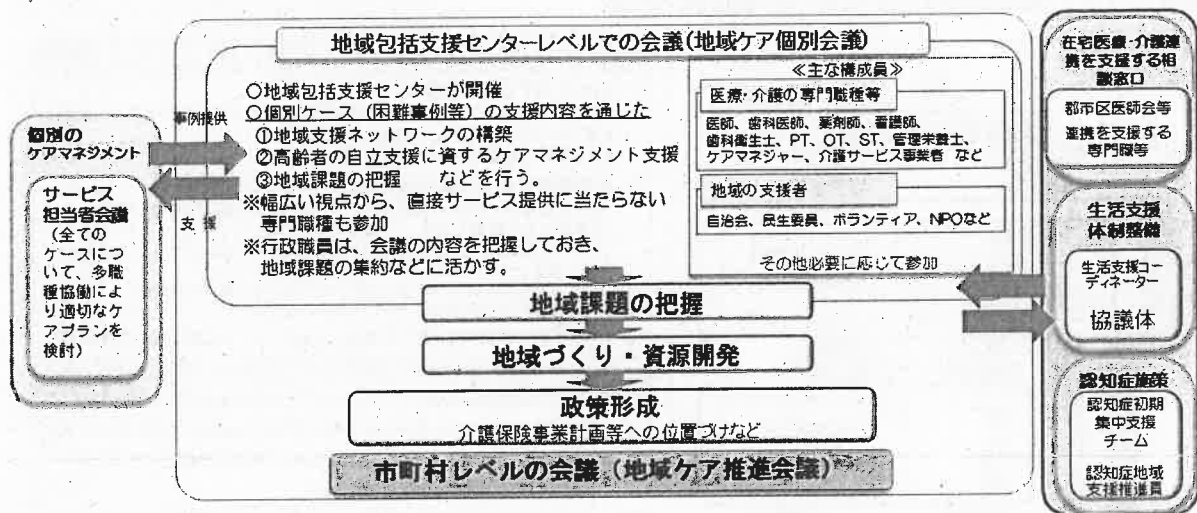 個別の
ケアマネジメント
サービス
担当者会議
(全ての
ケースにつ
いて、多職
種協働によ
り適切なケ
アプランを
検討)
事例提供
支援
地域包括支援センターレベルでの会議(地域ケア個別会議)
○地域包括支援センターが開催
○個別ケース(困難事例等)の支援内容を通じた
①地域支援ネットワークの構築
②高齢者の自立支援に資するケアマネジメント支援
③地域課題の把握 などを行う。
※幅広い視点から、直接サービス提供に当たらない
専門職種も参加
※行政職員は、会議の内容を把握しておき、
地域課題の集約などに活かす。
≪主な構成員≫
医療・介護の専門職種等
医師、歯科医師、薬剤師、看護師、
歯科衛生士、PT、OT、ST、管理栄養士、
ケアマネジャー、介護サービス事業者 など
地域の支援者
自治会、民生委員、ボランティア、NPOなど
その他必要に応じて参加
地域課題の把握
地域づくり・資源開発
政策形成
介護保険事業計画等への位置づけなど
市町村レベルの会議(地域ケア推進会議)
在宅医療・介護連
携を支援する相
談窓口
郡市区医師会等
連携を支援する
専門職等
生活支援
体制整備
生活支援コー
ディネーター
協議体
認知症施策
認知症初期
集中支援
チーム
認知症地域
支援推進員